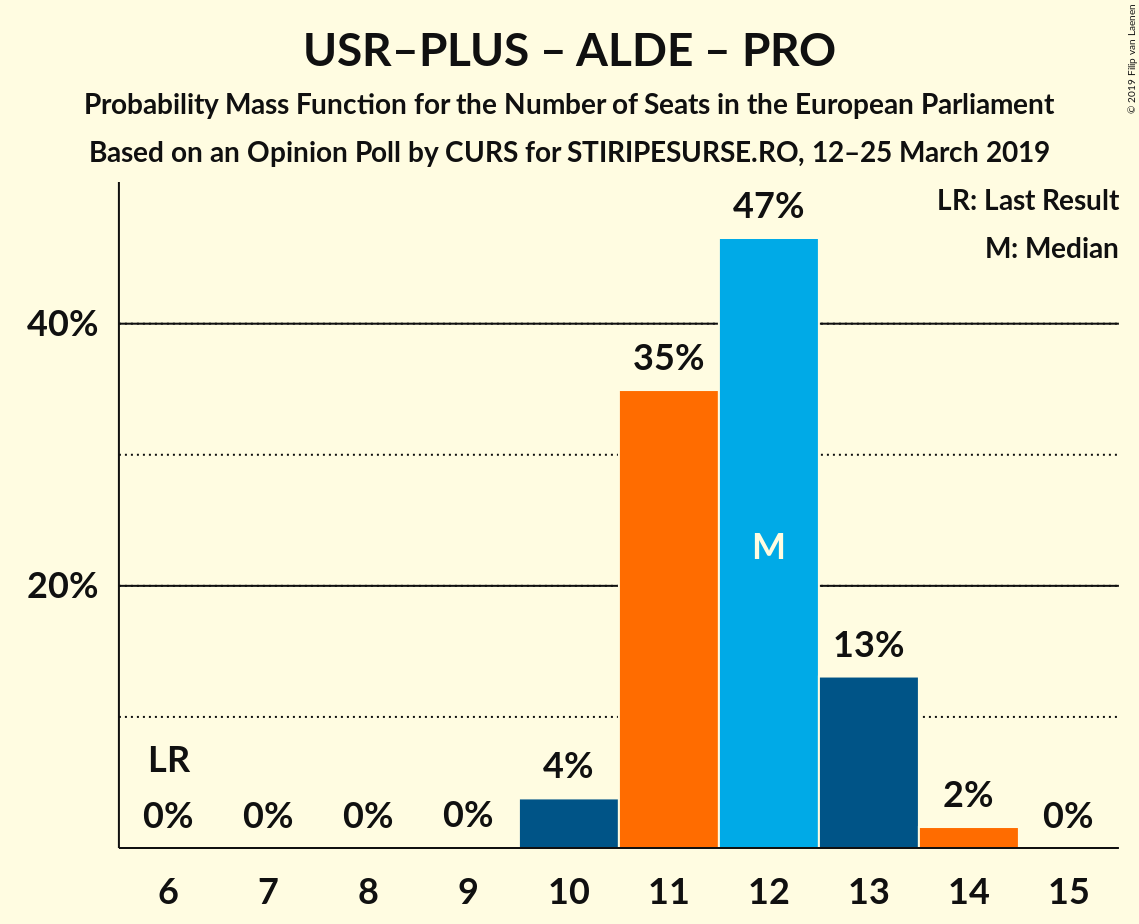 USR–PLUS – ALDE – PRO
Probability Mass Function for the Number of Seats in the European Parliament
Based on an Opinion Poll by CURS for STIRIPESURSE.RO, 12–25 March 2019
© 2019 Filip van Laenen
LR: Last Result
M: Median
47%
40%
35%
M
20%
13%
LR
4%
2%
0% 0% 0% 0% 0%
6 7 8 9 10 11 12 13 14 15